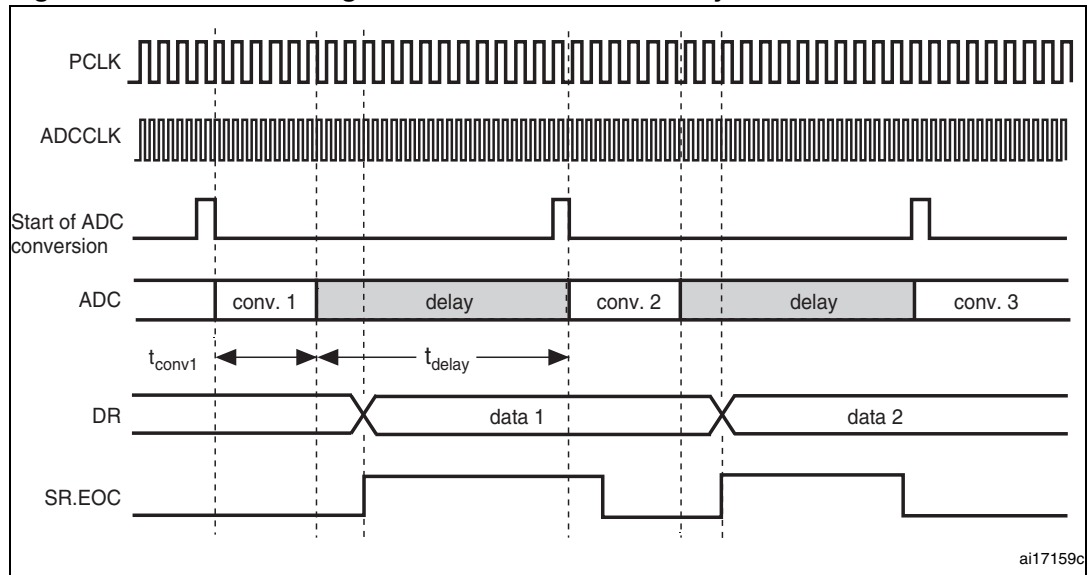 PCLK
ADCCLK
Start of ADC
conversion
ADC
conv. 1
delay
conv. 2
delay
conv. 3
tconv1
tdelay
DR
data 1
data 2
SR.EOC
ai17159c